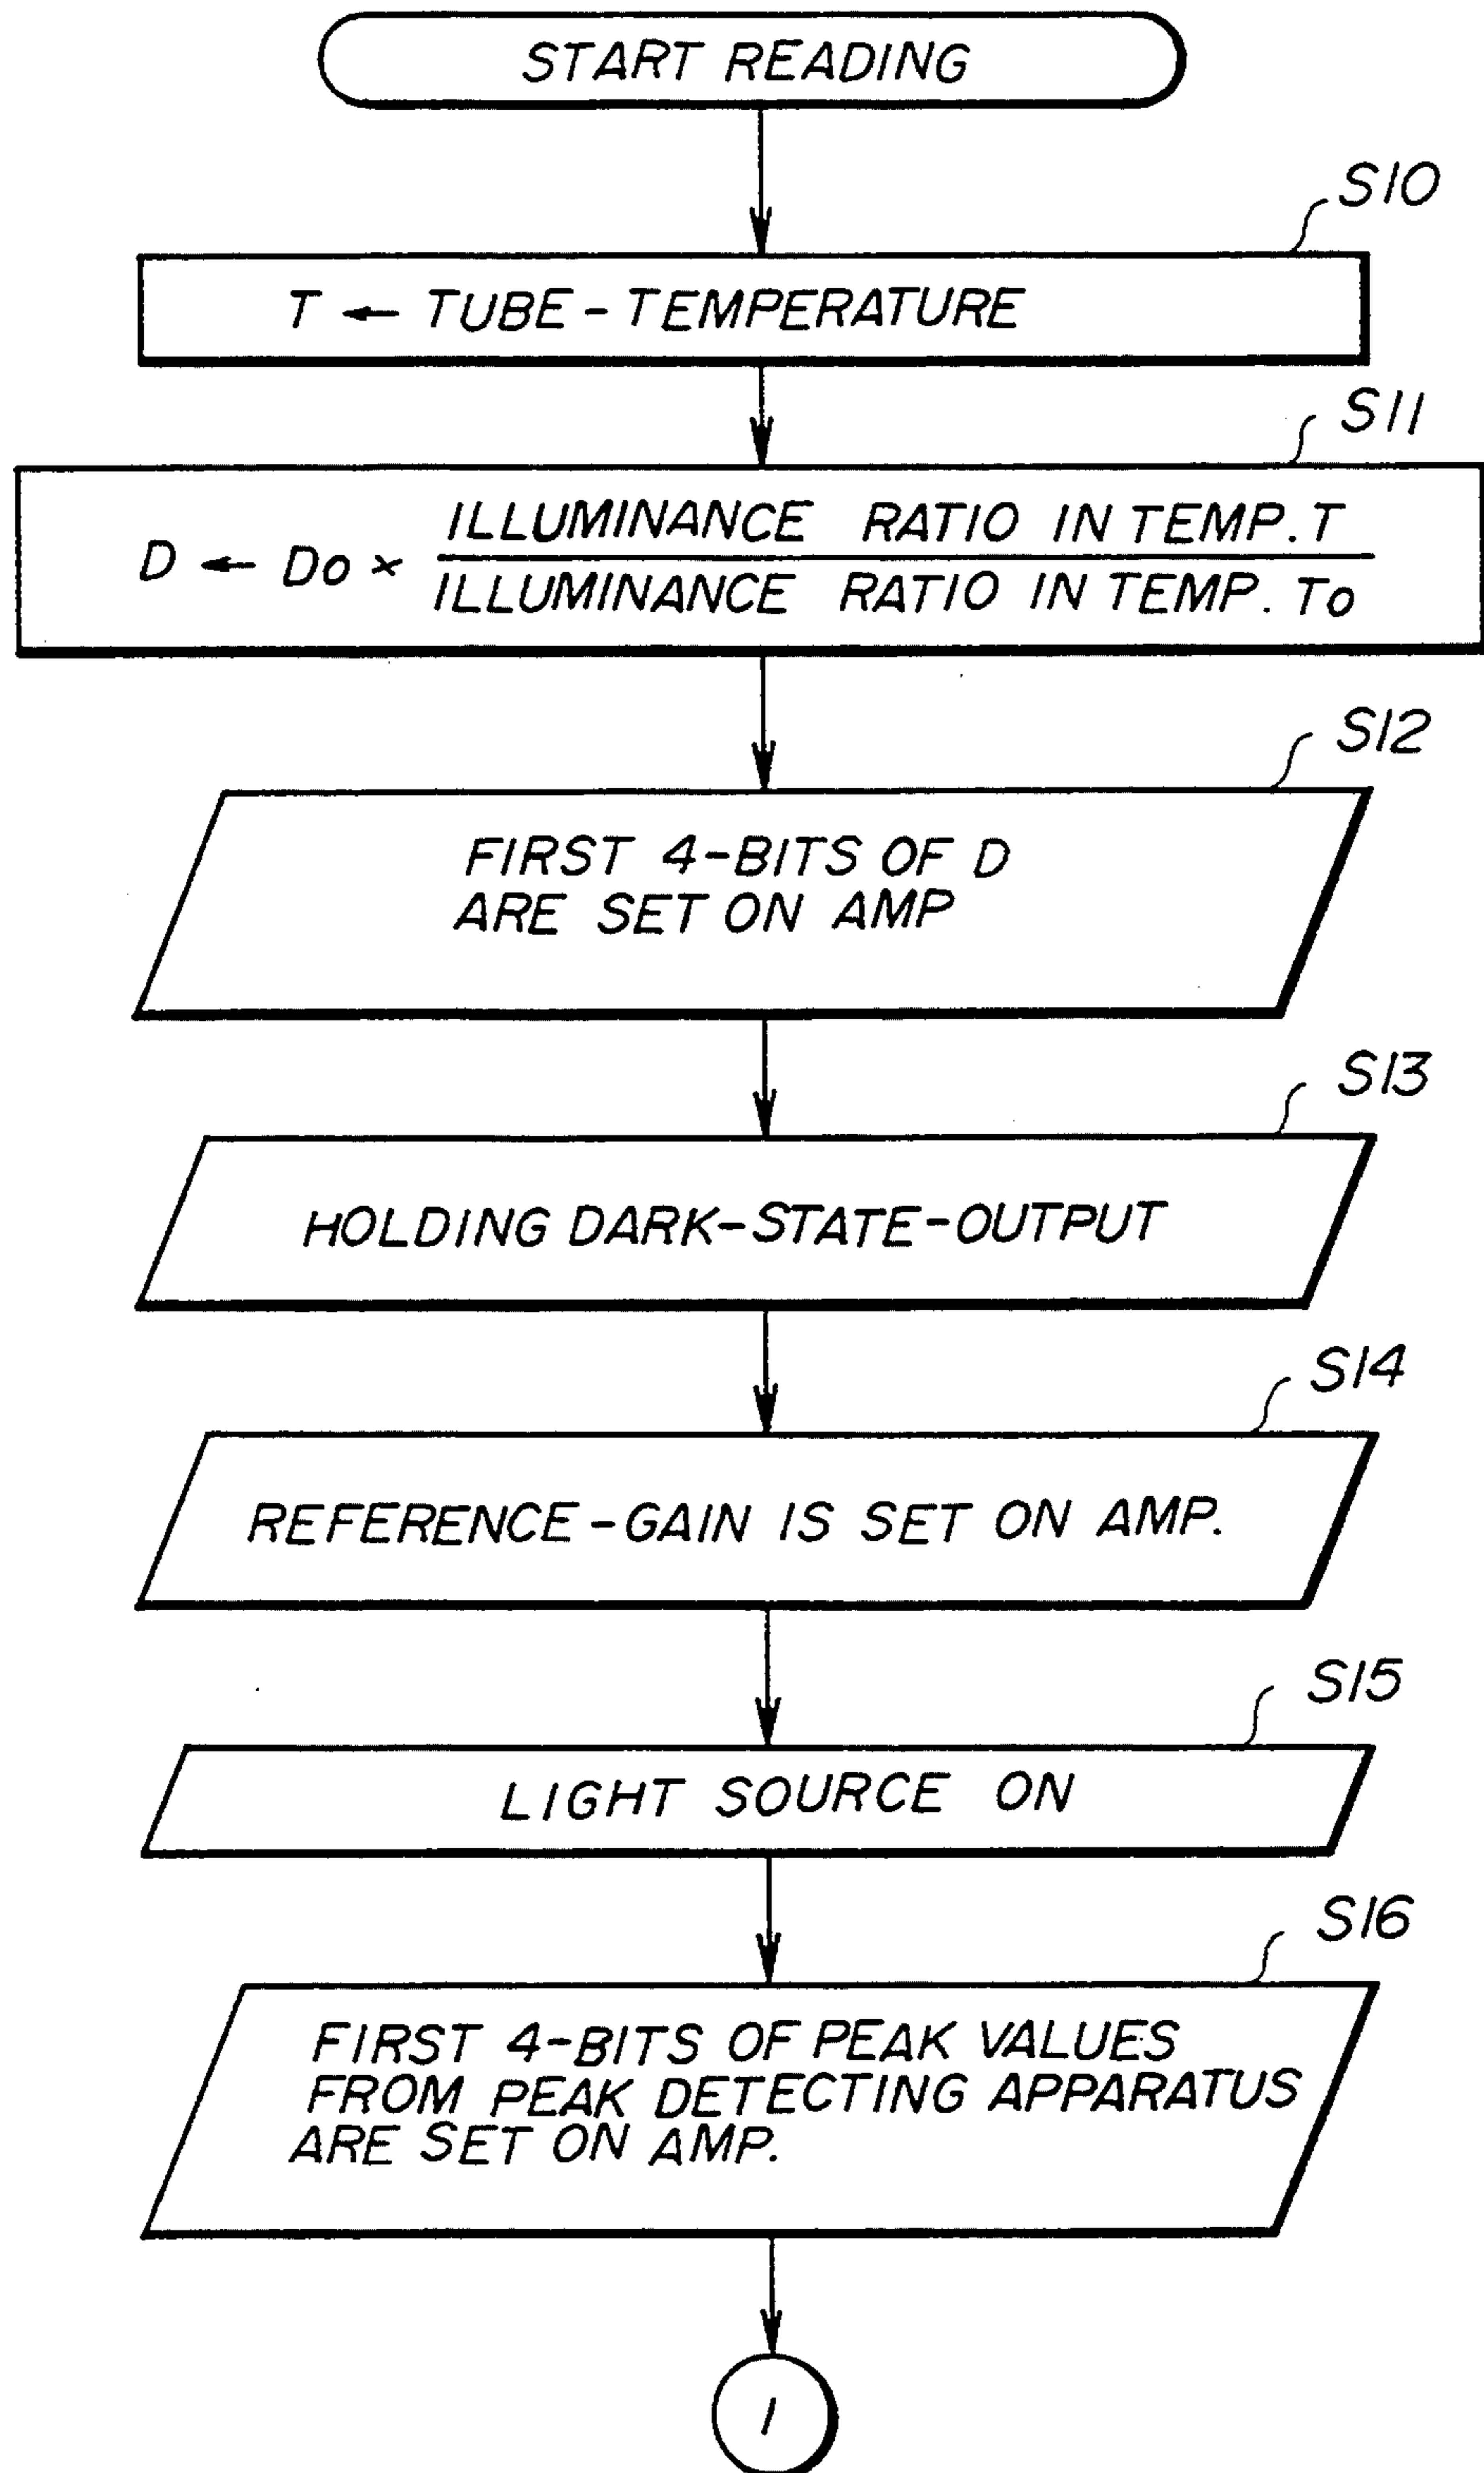 START READING
S10
T ← TUBE-TEMPERATURE
S11
D ← Do × ILLUMINANCE RATIO IN TEMP. T
ILLUMINANCE RATIO IN TEMP. To
S12
FIRST 4-BITS OF D
ARE SET ON AMP
S13
HOLDING DARK-STATE-OUTPUT
S14
REFERENCE-GAIN IS SET ON AMP.
S15
LIGHT SOURCE ON
S16
FIRST 4-BITS OF PEAK VALUES
FROM PEAK DETECTING APPARATUS
ARE SET ON AMP.
1